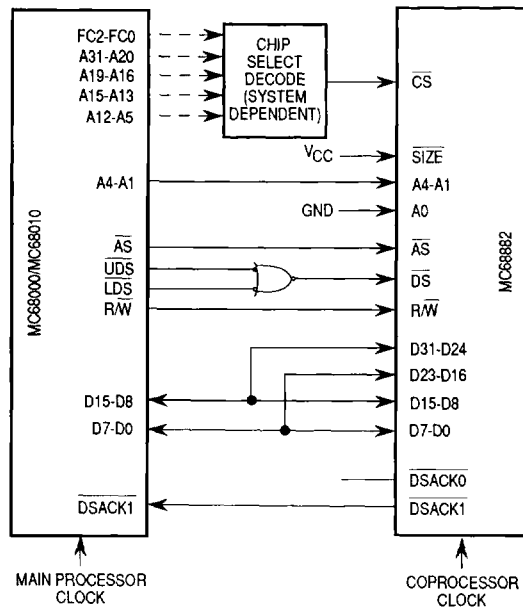 FC2-FC0
A31-A20
A19-A16
A15-A13
A12-A5
CHIP
SELECT
DECODE
(SYSTEM
DEPENDENT)
CS
VCC
SIZE
A4-A1
A4-A1
GND
A0
AS
AS
UDS
LDS
DS
R/W
R/W
MC68000/MC68010
MC68882
D31-D24
D23-D16
D15-D8
D15-D8
D7-D0
D7-D0
DSACK0
DSACK1
DSACK1
MAIN PROCESSOR
CLOCK
COPROCESSOR
CLOCK